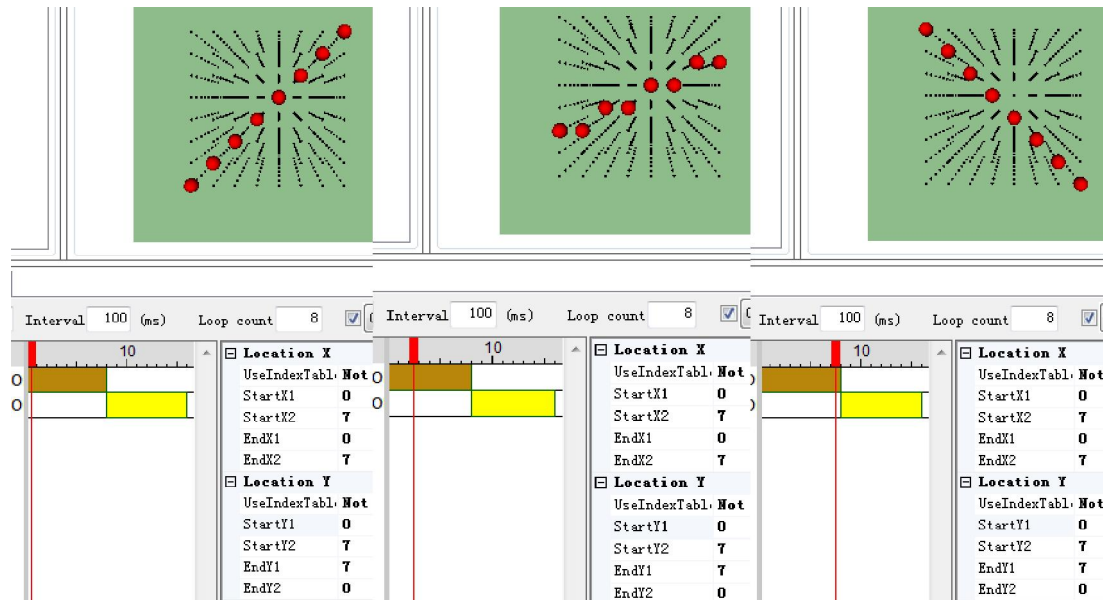 Interval 100 (ms) Loop count 8
10
Location X
UseIndexTabl Not
StartX1 0
StartX2 7
EndX1 0
EndX2 7
Location Y
UseIndexTabl Not
StartY1 0
StartY2 7
EndY1 7
EndY2 0
Interval 100 (ms) Loop count 8
10
Location X
UseIndexTabl Not
StartX1 0
StartX2 7
EndX1 0
EndX2 7
Location Y
UseIndexTabl Not
StartY1 0
StartY2 7
EndY1 7
EndY2 0
Interval 100 (ms) Loop count 8
10
Location X
UseIndexTabl Not
StartX1 0
StartX2 7
EndX1 0
EndX2 7
Location Y
UseIndexTabl Not
StartY1 0
StartY2 7
EndY1 7
EndY2 0